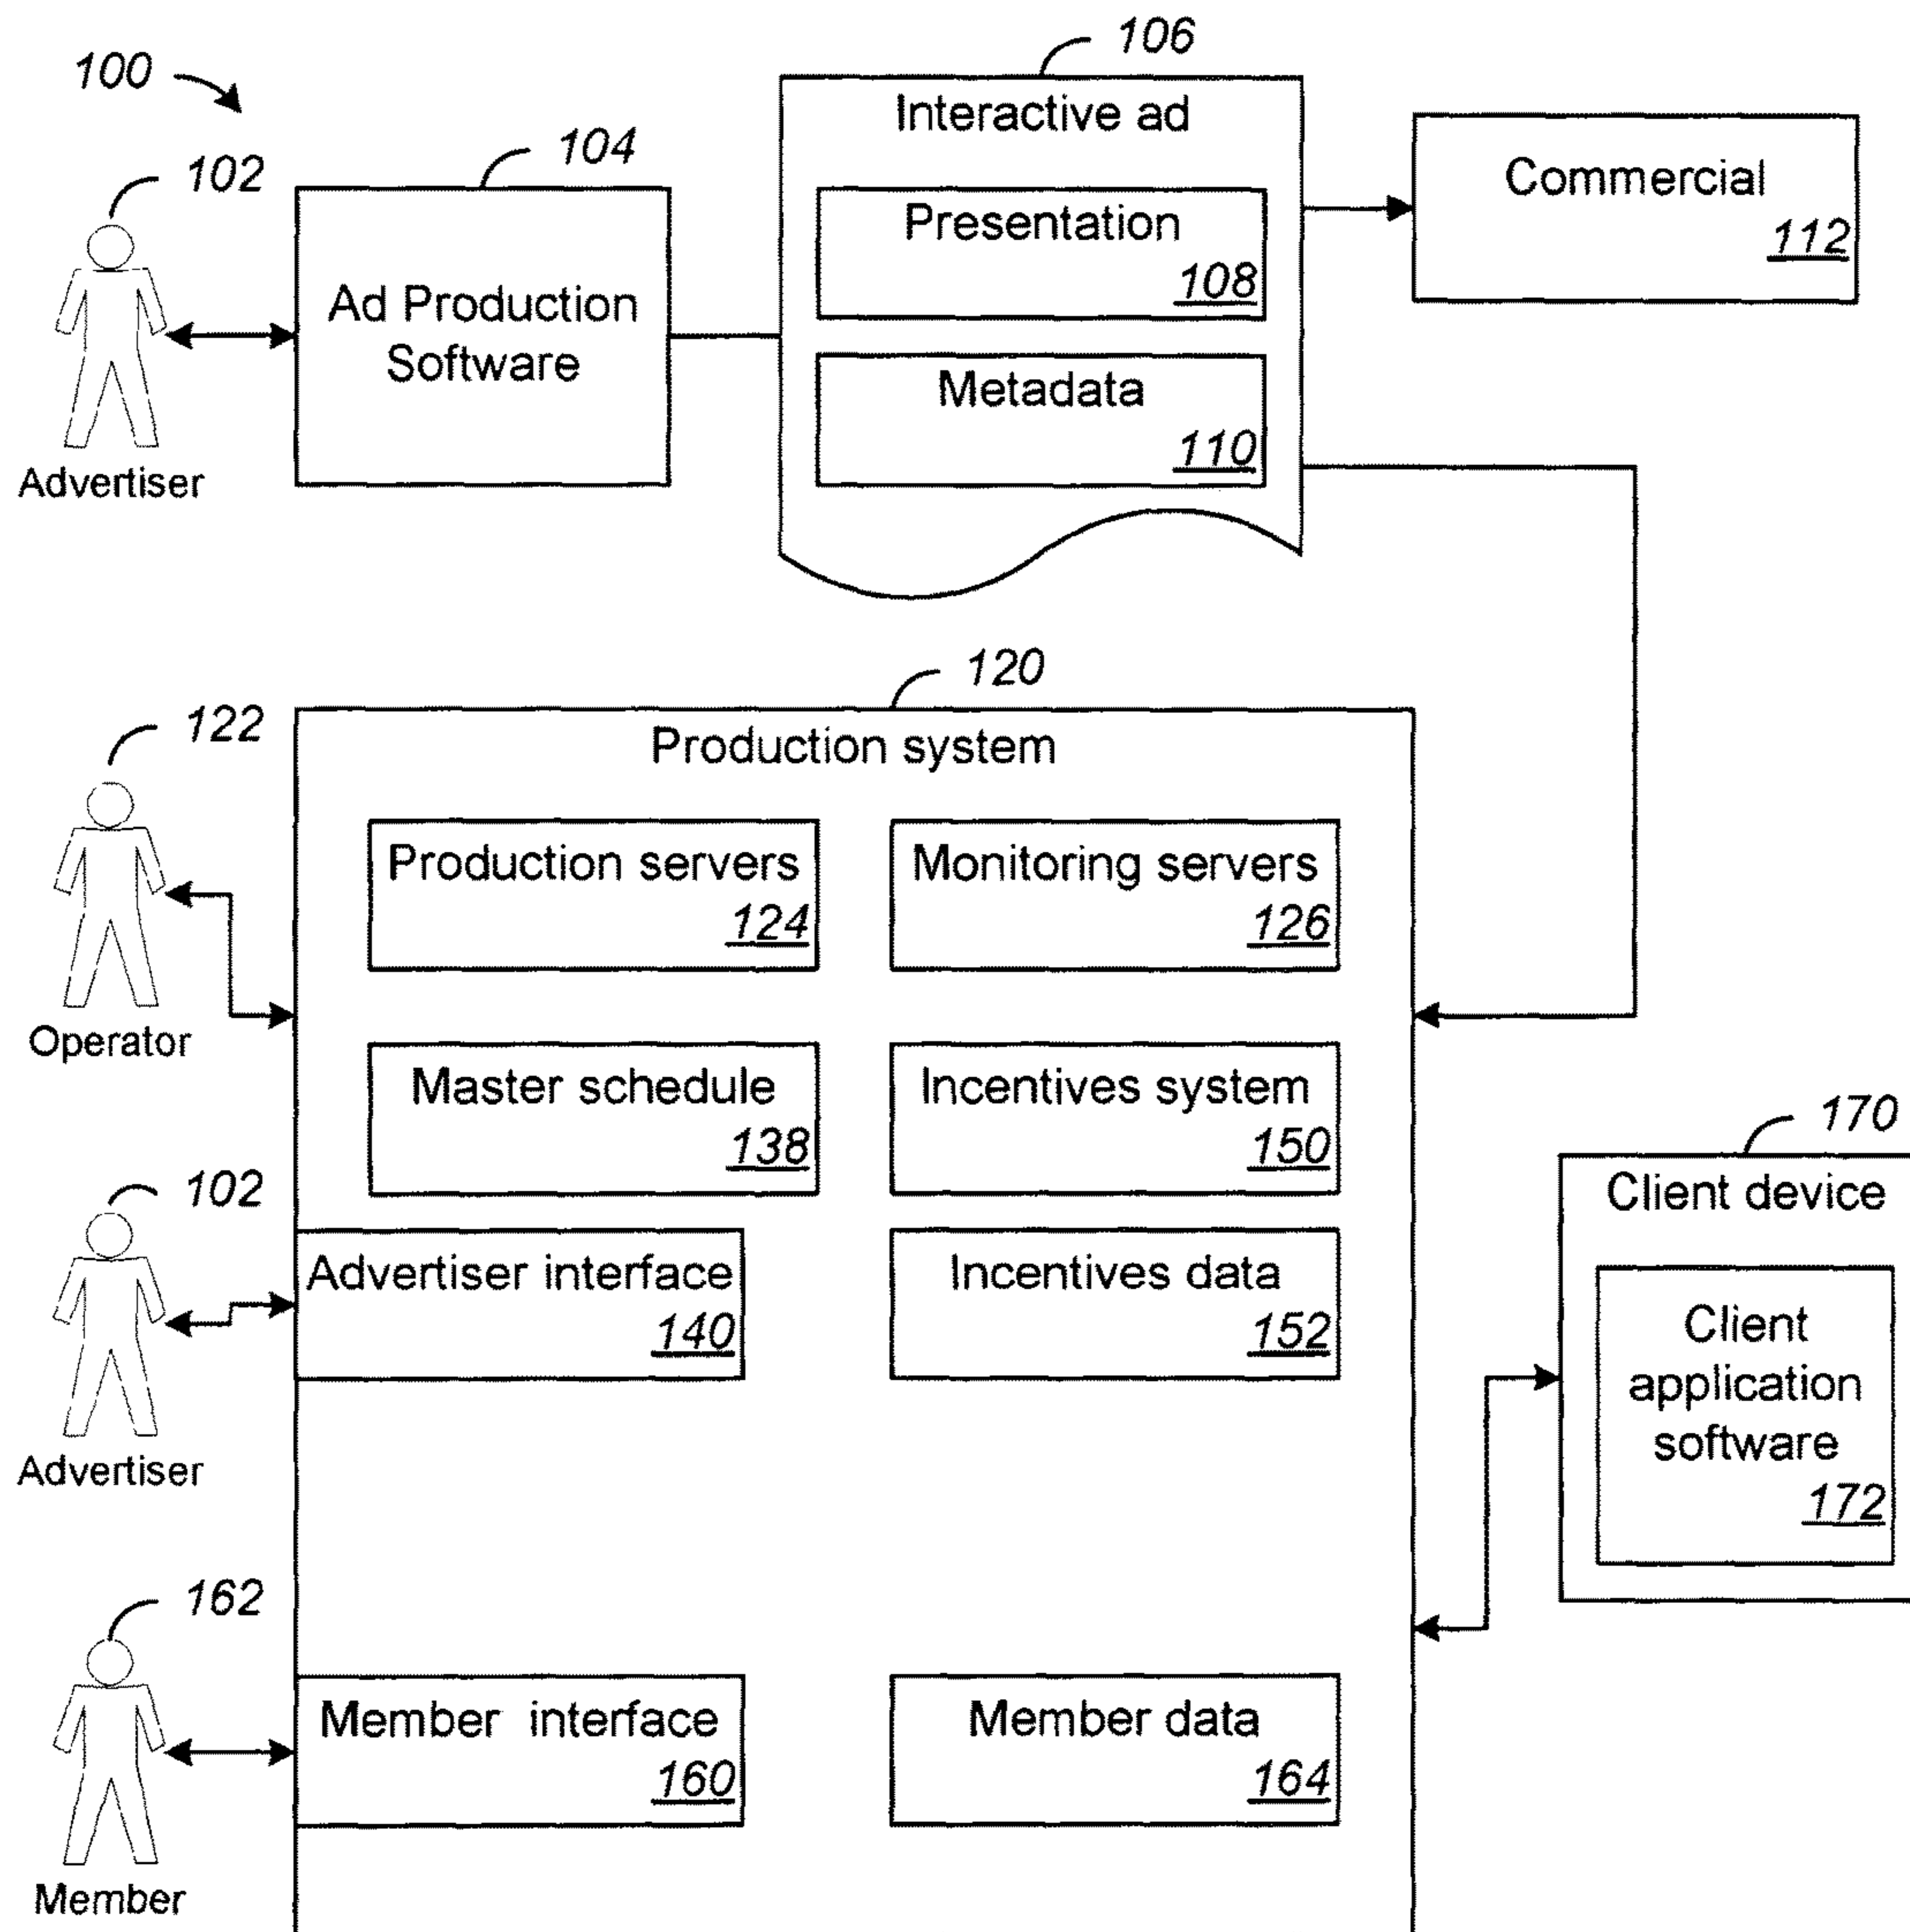 100
106
Interactive ad
104
102
Commercial
112
Presentation
108
Ad Production
Software
Metadata
110
Advertiser
120
122
Production system
Production servers
124
Monitoring servers
126
Operator
Master schedule
138
Incentives system
150
170
Client device
102
Advertiser interface
140
Incentives data
152
Client
application
software
172
Advertiser
162
Member interface
160
Member data
164
Member